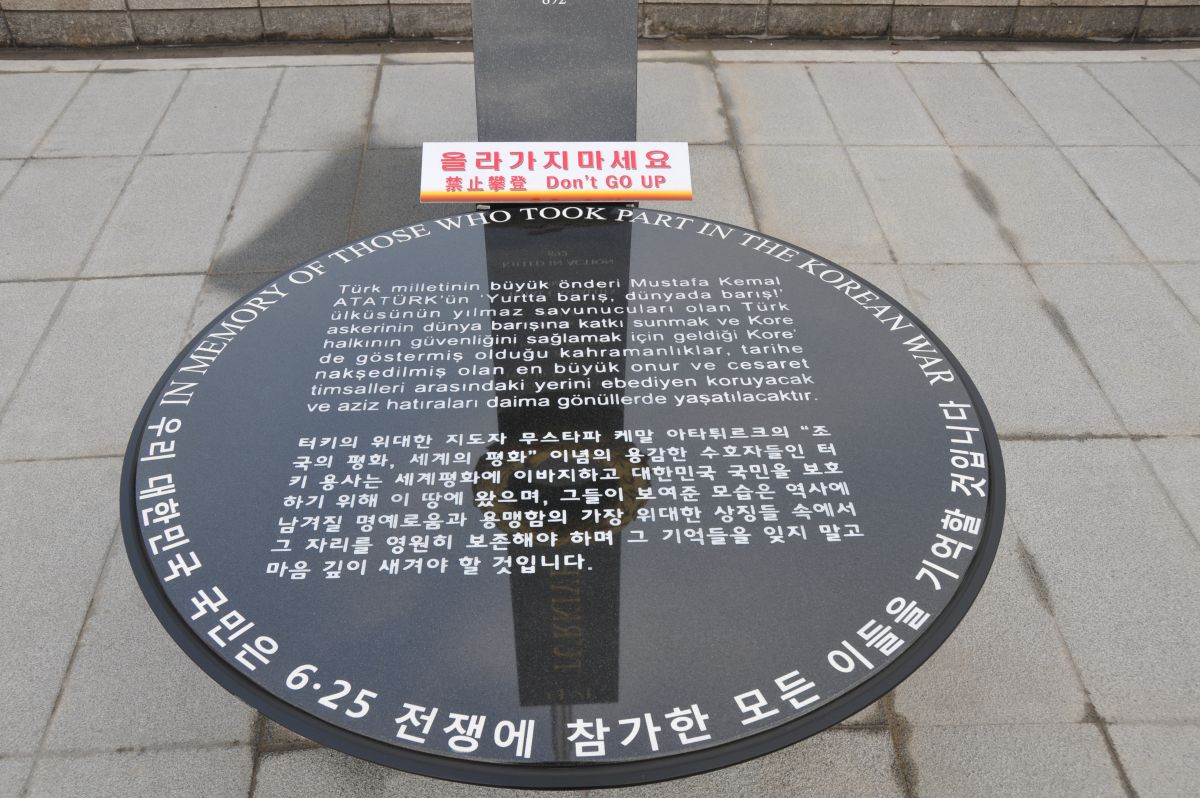 892
올라가지마세요
禁止攀登 Don't GO UP
IN MEMORY OF THOSE WHO TOOK PART IN THE KOREAN WAR
Türk milletinin büyük önderi Mustafa Kemal
ATATÜRK'ün 'Yurtta barış, dünyada barış!'
ülküsünün yılmaz savunucuları olan Türk
askerinin dünya barışına katkı sunmak ve Kore
halkının güvenliğini sağlamak için geldiği Kore'
de göstermiş olduğu kahramanlıklar, tarihe
nakşedilmiş olan en büyük onur ve cesaret
timsalleri arasındaki yerini ebediyen koruyacak
ve aziz hatıraları daima gönüllerde yaşatılacaktır.
터키의 위대한 지도자 무스타파 케말 아타튀르크의 “조
국의 평화, 세계의 평화” 이념의 용감한 수호자들인 터
키 용사는 세계평화에 이바지하고 대한민국 국민을 보호
하기 위해 이 땅에 왔으며, 그들이 보여준 모습은 역사에
남겨질 명예로움과 용맹함의 가장 위대한 상징들 속에서
그 자리를 영원히 보존해야 하며 그 기억들을 잊지 말고
마음 깊이 새겨야 할 것입니다.
우리 대한민국 국민은 6·25 전쟁에 참가한 모든 이들을 기억할 것입니다